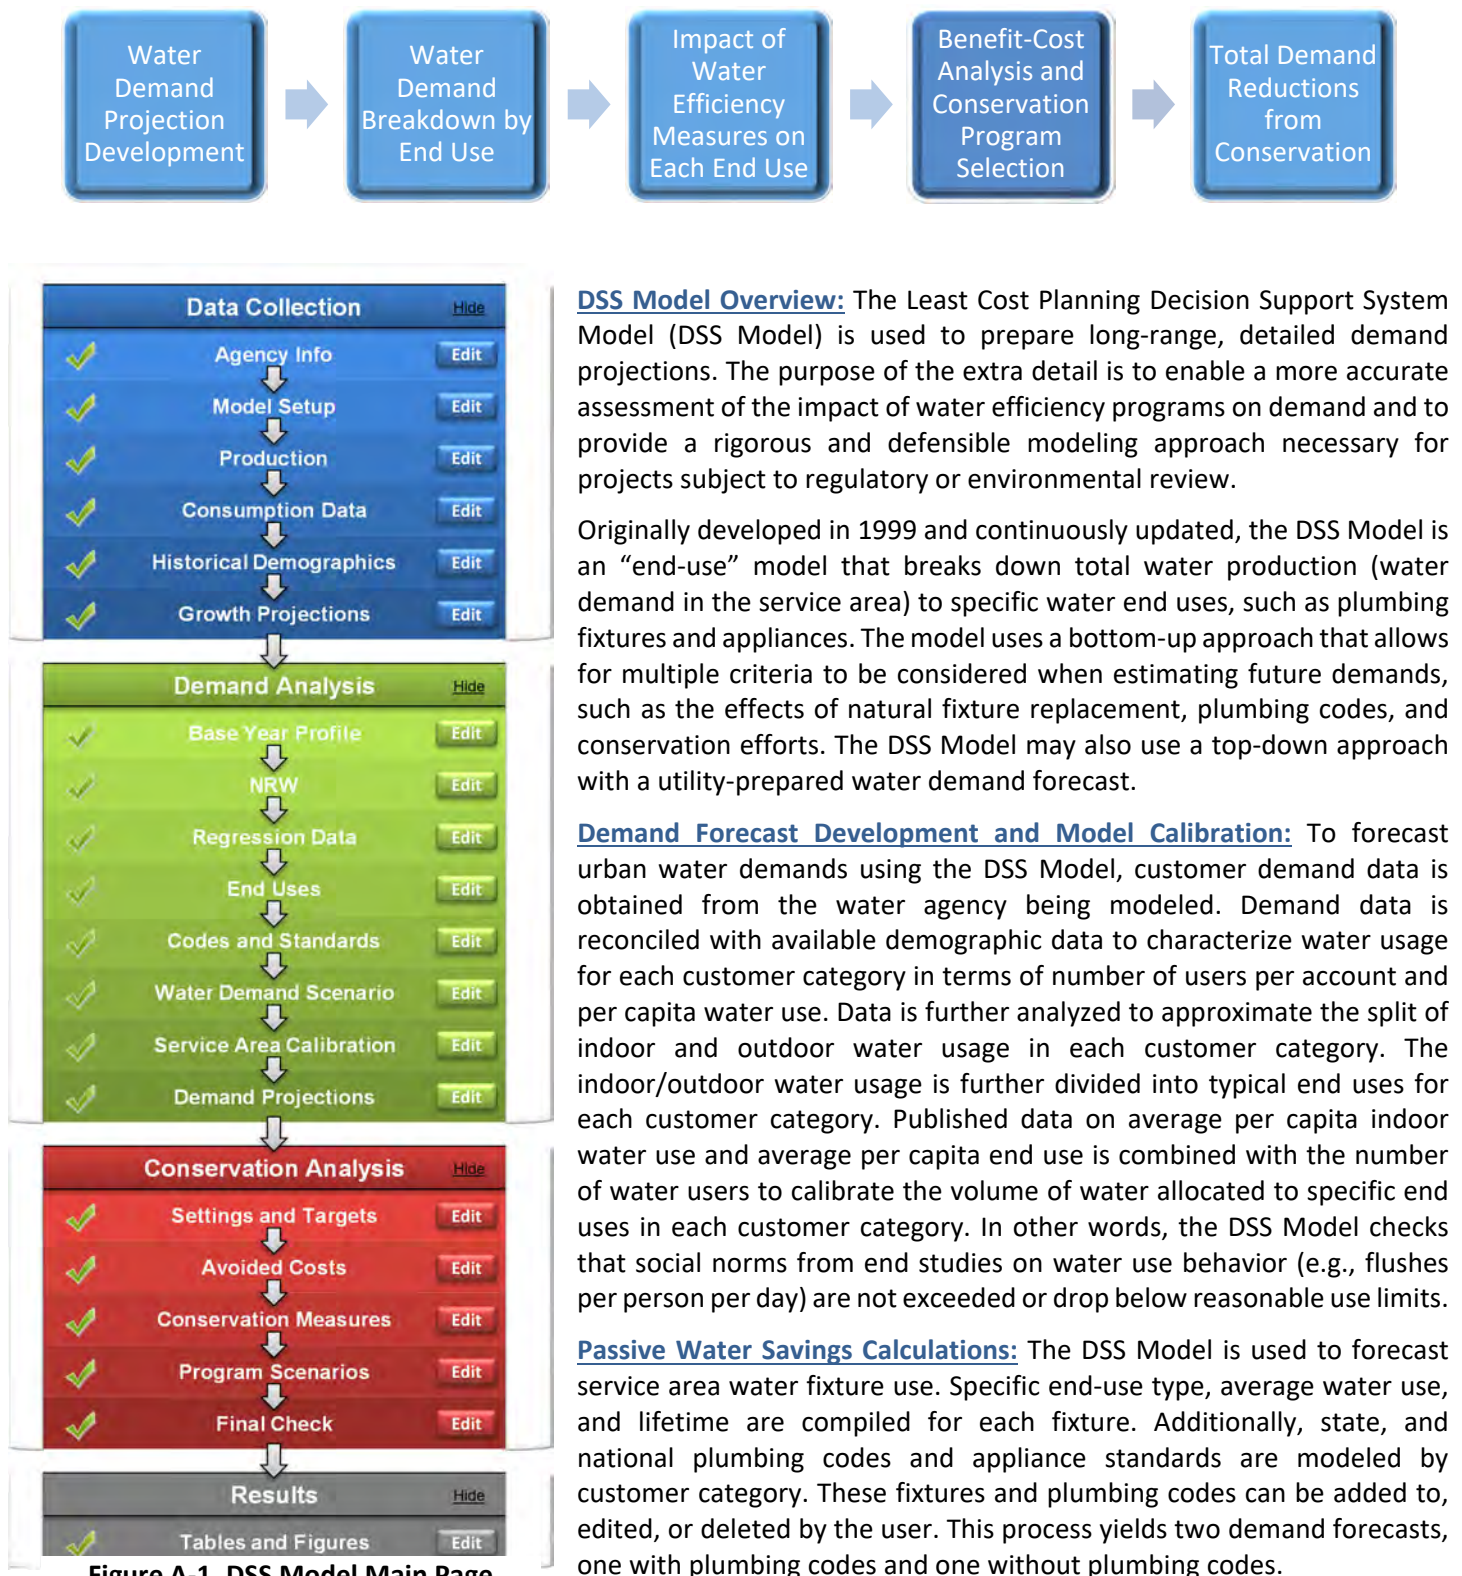 Water
Demand
Projection
Development
Water
Demand
Breakdown by
End Use
Impact of
Water
Efficiency
Measures on
Each End Use
Benefit-Cost
Analysis and
Conservation
Program
Selection
Total Demand
Reductions
from
Conservation
Data Collection Hide
Agency Info Edit
Model Setup Edit
Production Edit
Consumption Data Edit
Historical Demographics Edit
Growth Projections Edit
Demand Analysis Hide
Base Year Profile Edit
NRW Edit
Regression Data Edit
End Uses Edit
Codes and Standards Edit
Water Demand Scenario Edit
Service Area Calibration Edit
Demand Projections Edit
Conservation Analysis Hide
Settings and Targets Edit
Avoided Costs Edit
Conservation Measures Edit
Program Scenarios Edit
Final Check Edit
Results Hide
Tables and Figures Edit
Figure A-1. DSS Model Main Page
DSS Model Overview: The Least Cost Planning Decision Support System
Model (DSS Model) is used to prepare long-range, detailed demand
projections. The purpose of the extra detail is to enable a more accurate
assessment of the impact of water efficiency programs on demand and to
provide a rigorous and defensible modeling approach necessary for
projects subject to regulatory or environmental review.
Originally developed in 1999 and continuously updated, the DSS Model is
an “end-use” model that breaks down total water production (water
demand in the service area) to specific water end uses, such as plumbing
fixtures and appliances. The model uses a bottom-up approach that allows
for multiple criteria to be considered when estimating future demands,
such as the effects of natural fixture replacement, plumbing codes, and
conservation efforts. The DSS Model may also use a top-down approach
with a utility-prepared water demand forecast.
Demand Forecast Development and Model Calibration: To forecast
urban water demands using the DSS Model, customer demand data is
obtained from the water agency being modeled. Demand data is
reconciled with available demographic data to characterize water usage
for each customer category in terms of number of users per account and
per capita water use. Data is further analyzed to approximate the split of
indoor and outdoor water usage in each customer category. The
indoor/outdoor water usage is further divided into typical end uses for
each customer category. Published data on average per capita indoor
water use and average per capita end use is combined with the number
of water users to calibrate the volume of water allocated to specific end
uses in each customer category. In other words, the DSS Model checks
that social norms from end studies on water use behavior (e.g., flushes
per person per day) are not exceeded or drop below reasonable use limits.
Passive Water Savings Calculations: The DSS Model is used to forecast
service area water fixture use. Specific end-use type, average water use,
and lifetime are compiled for each fixture. Additionally, state, and
national plumbing codes and appliance standards are modeled by
customer category. These fixtures and plumbing codes can be added to,
edited, or deleted by the user. This process yields two demand forecasts,
one with plumbing codes and one without plumbing codes.